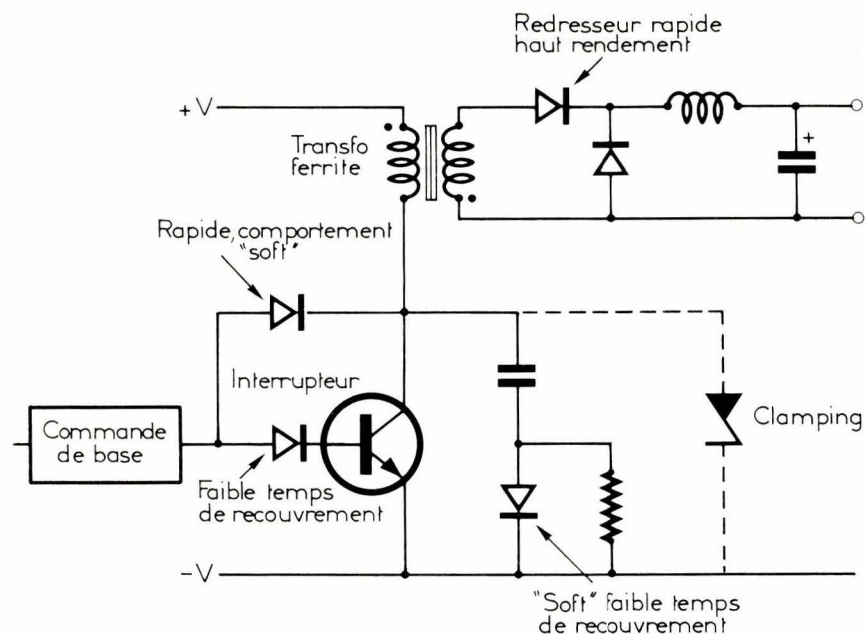 Redresseur rapide
haut rendement
+V
Transfo
ferrite
+
Rapide, comportement
"soft"
Interrupteur
Commande
de base
Clamping
Faible temps
de recouvrement
-V
"Soft" faible temps
de recouvrement